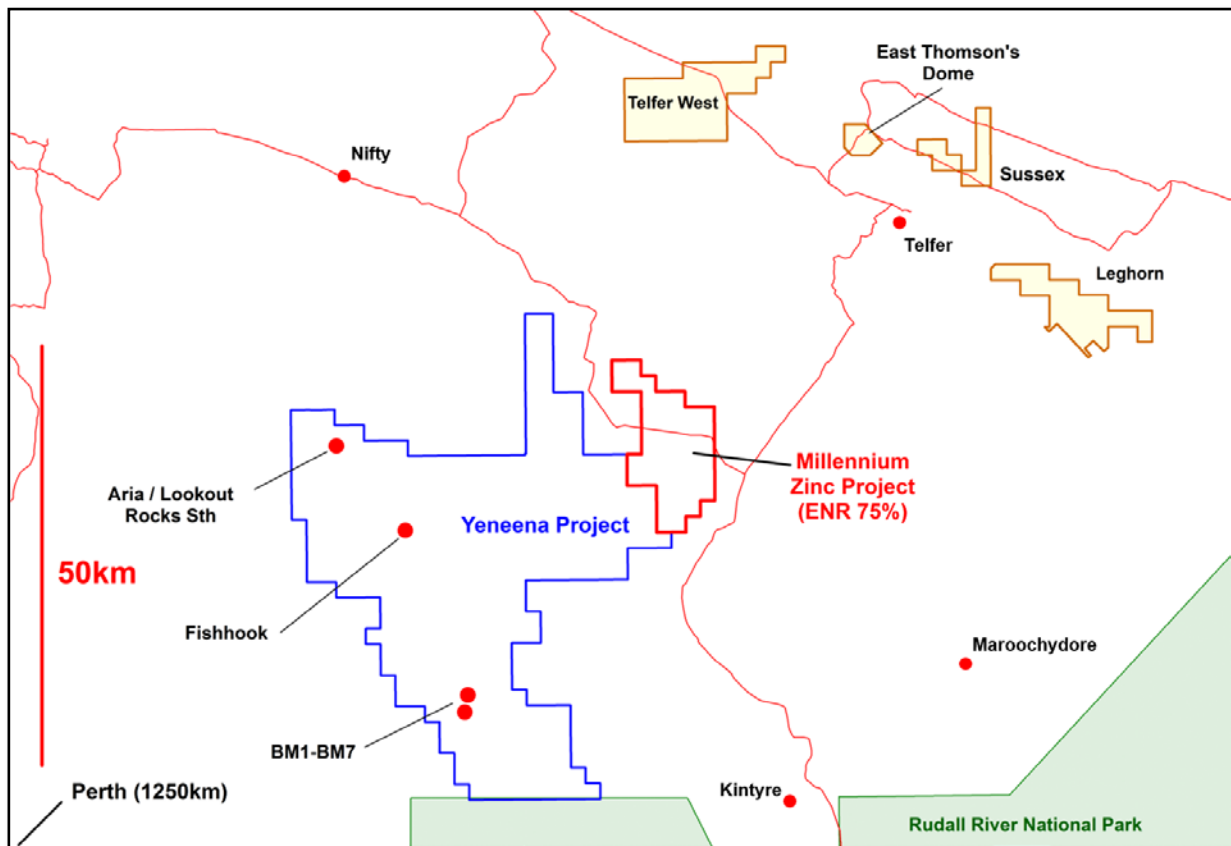 East Thomson's
Dome
Telfer West
Nifty
Sussex
Telfer
Leghorn
Millennium
Zinc Project
(ENR 75%)
Aria / Lookout
Rocks Sth
Yeneena Project
50km
Fishhook
Maroochydore
BM1-BM7
Perth (1250km)
Kintyre
Rudall River National Park